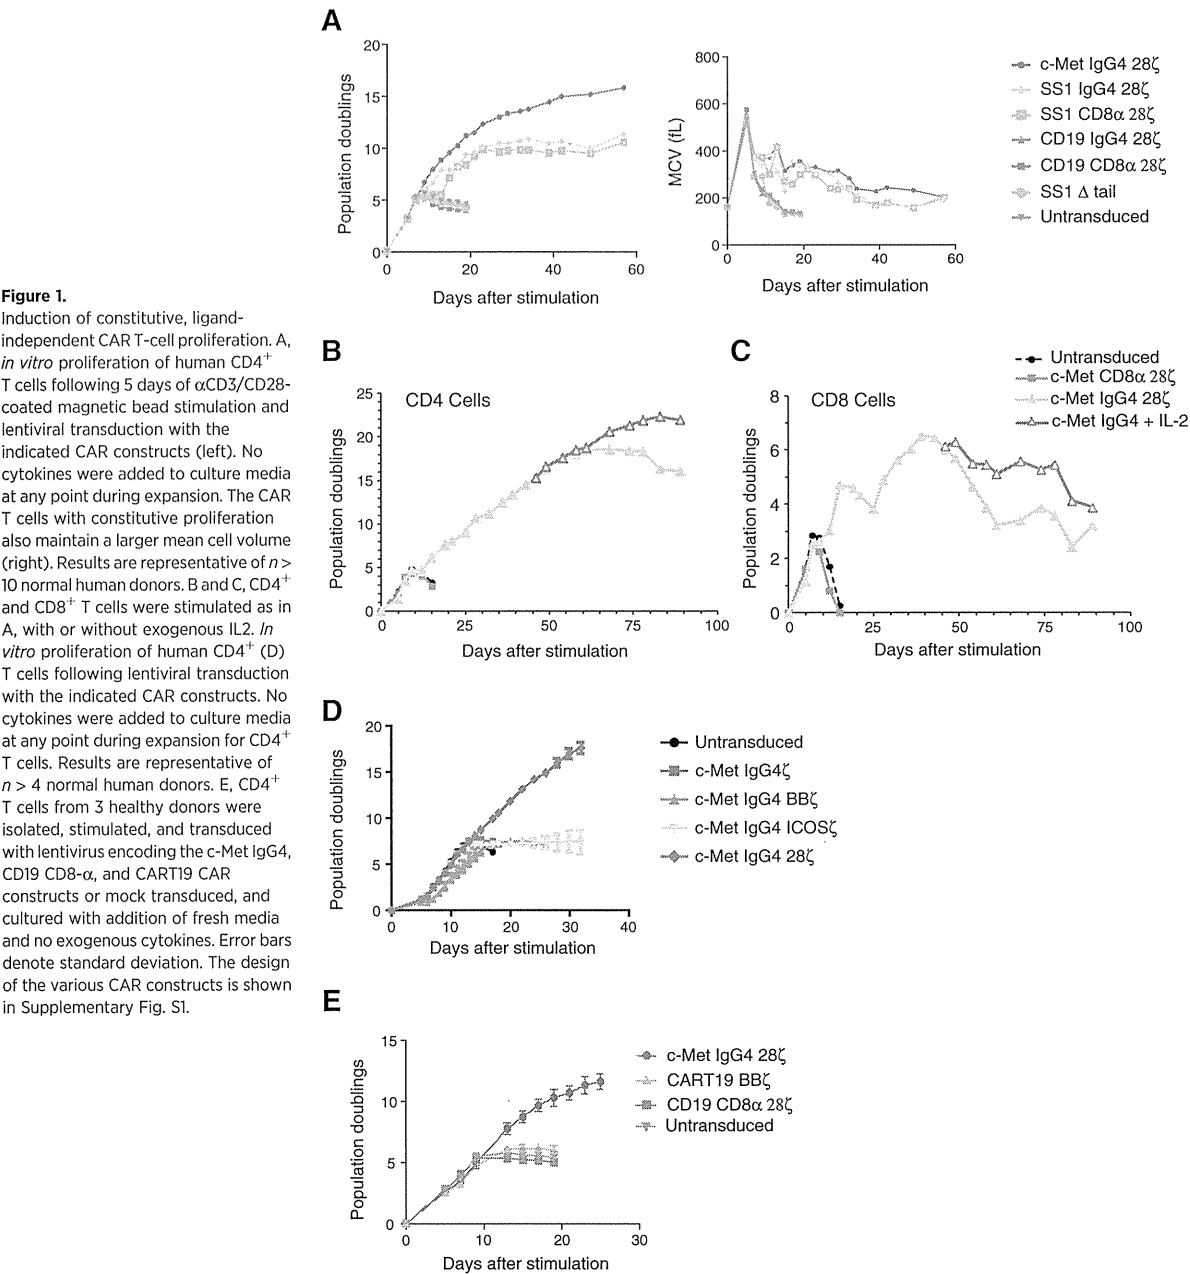 Figure 1.
Induction of constitutive, ligand-
independent CAR T-cell proliferation. A,
in vitro proliferation of human CD4+
T cells following 5 days of αCD3/CD28-
coated magnetic bead stimulation and
lentiviral transduction with the
indicated CAR constructs (left). No
cytokines were added to culture media
at any point during expansion. The CAR
T cells with constitutive proliferation
also maintain a larger mean cell volume
(right). Results are representative of n >
10 normal human donors. B and C, CD4+
and CD8+ T cells were stimulated as in
A, with or without exogenous IL2. In
vitro proliferation of human CD4+ (D)
T cells following lentiviral transduction
with the indicated CAR constructs. No
cytokines were added to culture media
at any point during expansion for CD4+
T cells. Results are representative of
n > 4 normal human donors. E, CD4+
T cells from 3 healthy donors were
isolated, stimulated, and transduced
with lentivirus encoding the c-Met IgG4,
CD19 CD8-α, and CART19 CAR
constructs or mock transduced, and
cultured with addition of fresh media
and no exogenous cytokines. Error bars
denote standard deviation. The design
of the various CAR constructs is shown
in Supplementary Fig. S1.
A
Population doublings
20
15
10
5
0
0 20 40 60
Days after stimulation
MCV (fL)
800
600
400
200
0
0 20 40 60
Days after stimulation
c-Met IgG4 28ζ
SS1 IgG4 28ζ
SS1 CD8α 28ζ
CD19 IgG4 28ζ
CD19 CD8α 28ζ
SS1 Δ tail
Untransduced
B
CD4 Cells
Population doublings
25
20
15
10
5
0
0 25 50 75 100
Days after stimulation
C
CD8 Cells
Population doublings
8
6
4
2
0
0 25 50 75 100
Days after stimulation
Untransduced
c-Met CD8α 28ζ
c-Met IgG4 28ζ
c-Met IgG4 + IL-2
D
Population doublings
20
15
10
5
0
0 10 20 30 40
Days after stimulation
Untransduced
c-Met IgG4ζ
c-Met IgG4 BBζ
c-Met IgG4 ICOSζ
c-Met IgG4 28ζ
E
Population doublings
15
10
5
0
0 10 20 30
Days after stimulation
c-Met IgG4 28ζ
CART19 BBζ
CD19 CD8α 28ζ
Untransduced